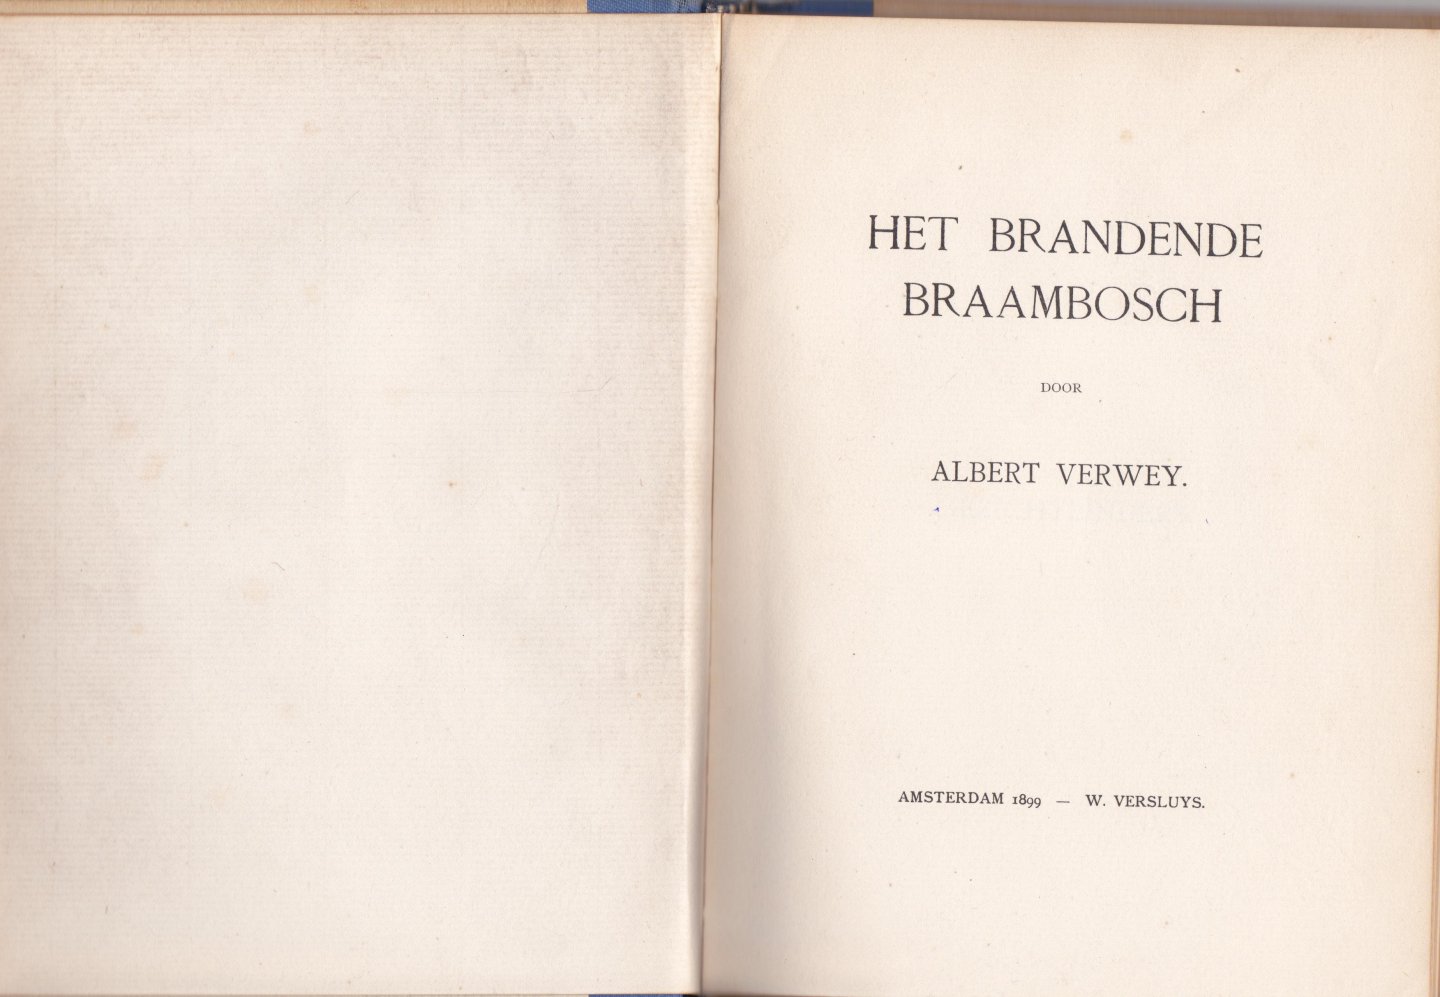 HET BRANDENDE
BRAAMBOSCH
DOOR
ALBERT VERWEY.
AMSTERDAM 1899 — W. VERSLUYS.